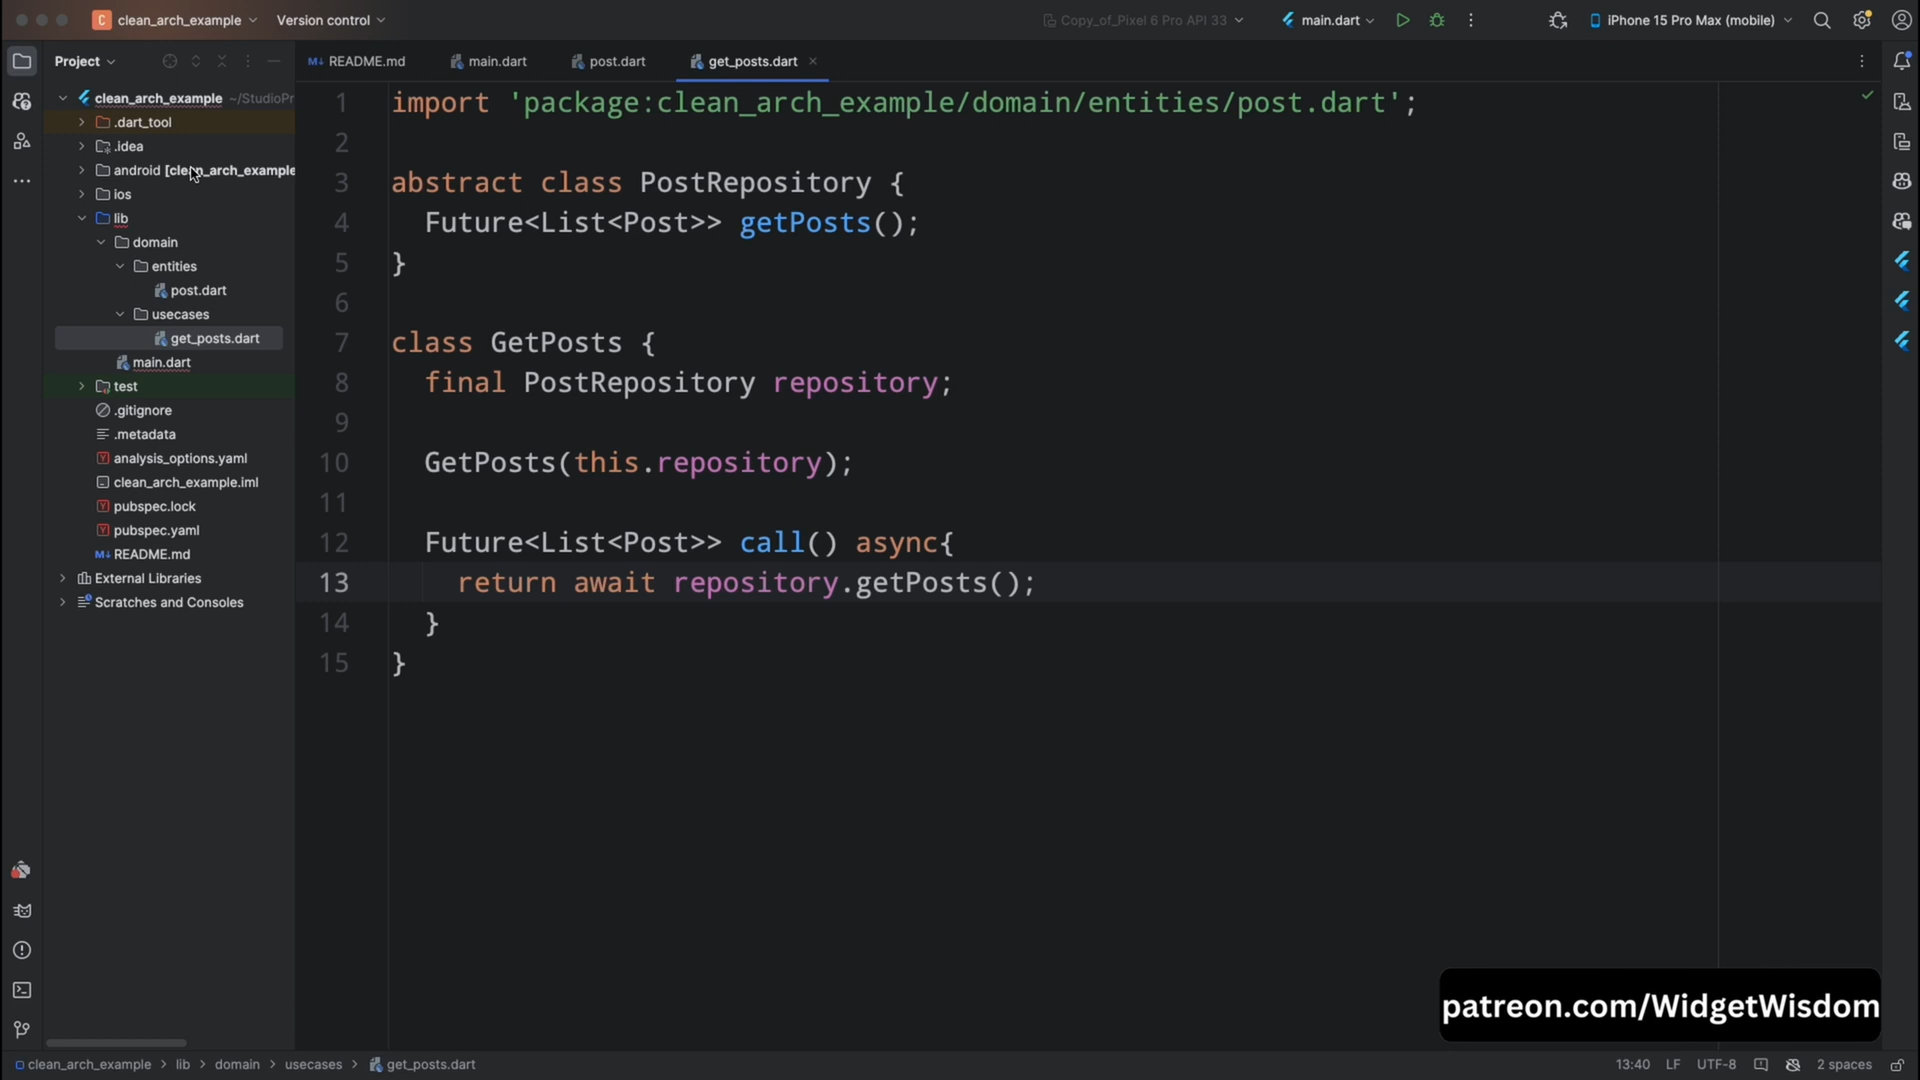 C clean_arch_example Version control Copy_of_Pixel 6 Pro API 33 main.dart iPhone 15 Pro Max (mobile)
Project
README.md main.dart post.dart get_posts.dart
clean_arch_example ~/StudioPr
.dart_tool
.idea
android [clean_arch_example
ios
lib
domain
entities
post.dart
usecases
get_posts.dart
main.dart
test
.gitignore
.metadata
analysis_options.yaml
clean_arch_example.iml
pubspec.lock
pubspec.yaml
README.md
External Libraries
Scratches and Consoles
1 import 'package:clean_arch_example/domain/entities/post.dart';
2
3 abstract class PostRepository {
4 Future<List<Post>> getPosts();
5 }
6
7 class GetPosts {
8 final PostRepository repository;
9
10 GetPosts(this.repository);
11
12 Future<List<Post>> call() async{
13 return await repository.getPosts();
14 }
15 }
patreon.com/WidgetWisdom
clean_arch_example > lib > domain > usecases > get_posts.dart 13:40 LF UTF-8 2 spaces